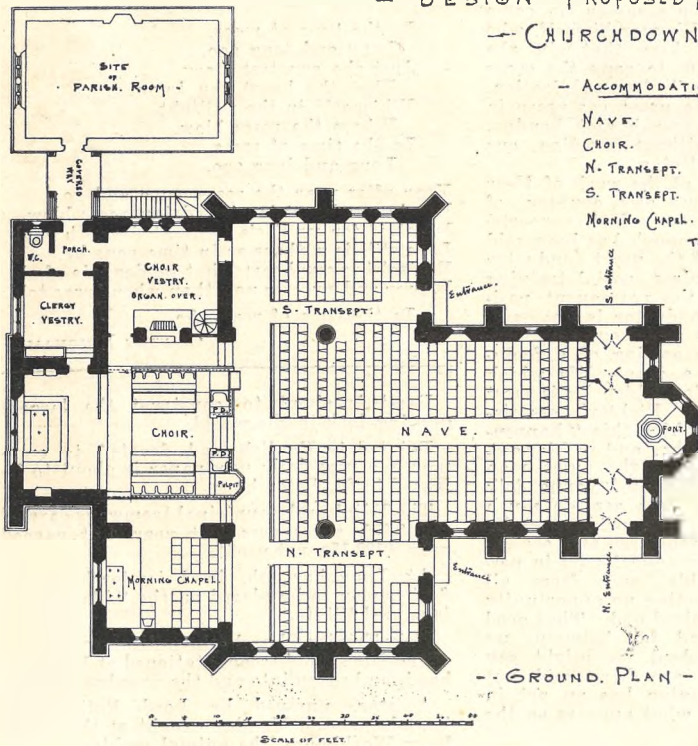 - DESIGN PROPOSED
- CHURCHDOWN
- ACCOMMODATI
NAVE.
CHOIR.
N. TRANSEPT.
S. TRANSEPT.
MORNING CHAPEL.
T
SITE
OF
PARISH. ROOM
COVERED
WAY
W.C.
PORCH.
CHOIR
VESTRY.
ORGAN. OVER.
CLERGY
VESTRY.
S. TRANSEPT.
Entrance
S. Entrance
CHOIR.
P.D.
P.D.
PULPIT
NAVE.
FONT.
MORNING CHAPEL.
N. TRANSEPT.
Entrance
N. Entrance
-- GROUND. PLAN -
SCALE OF FEET.